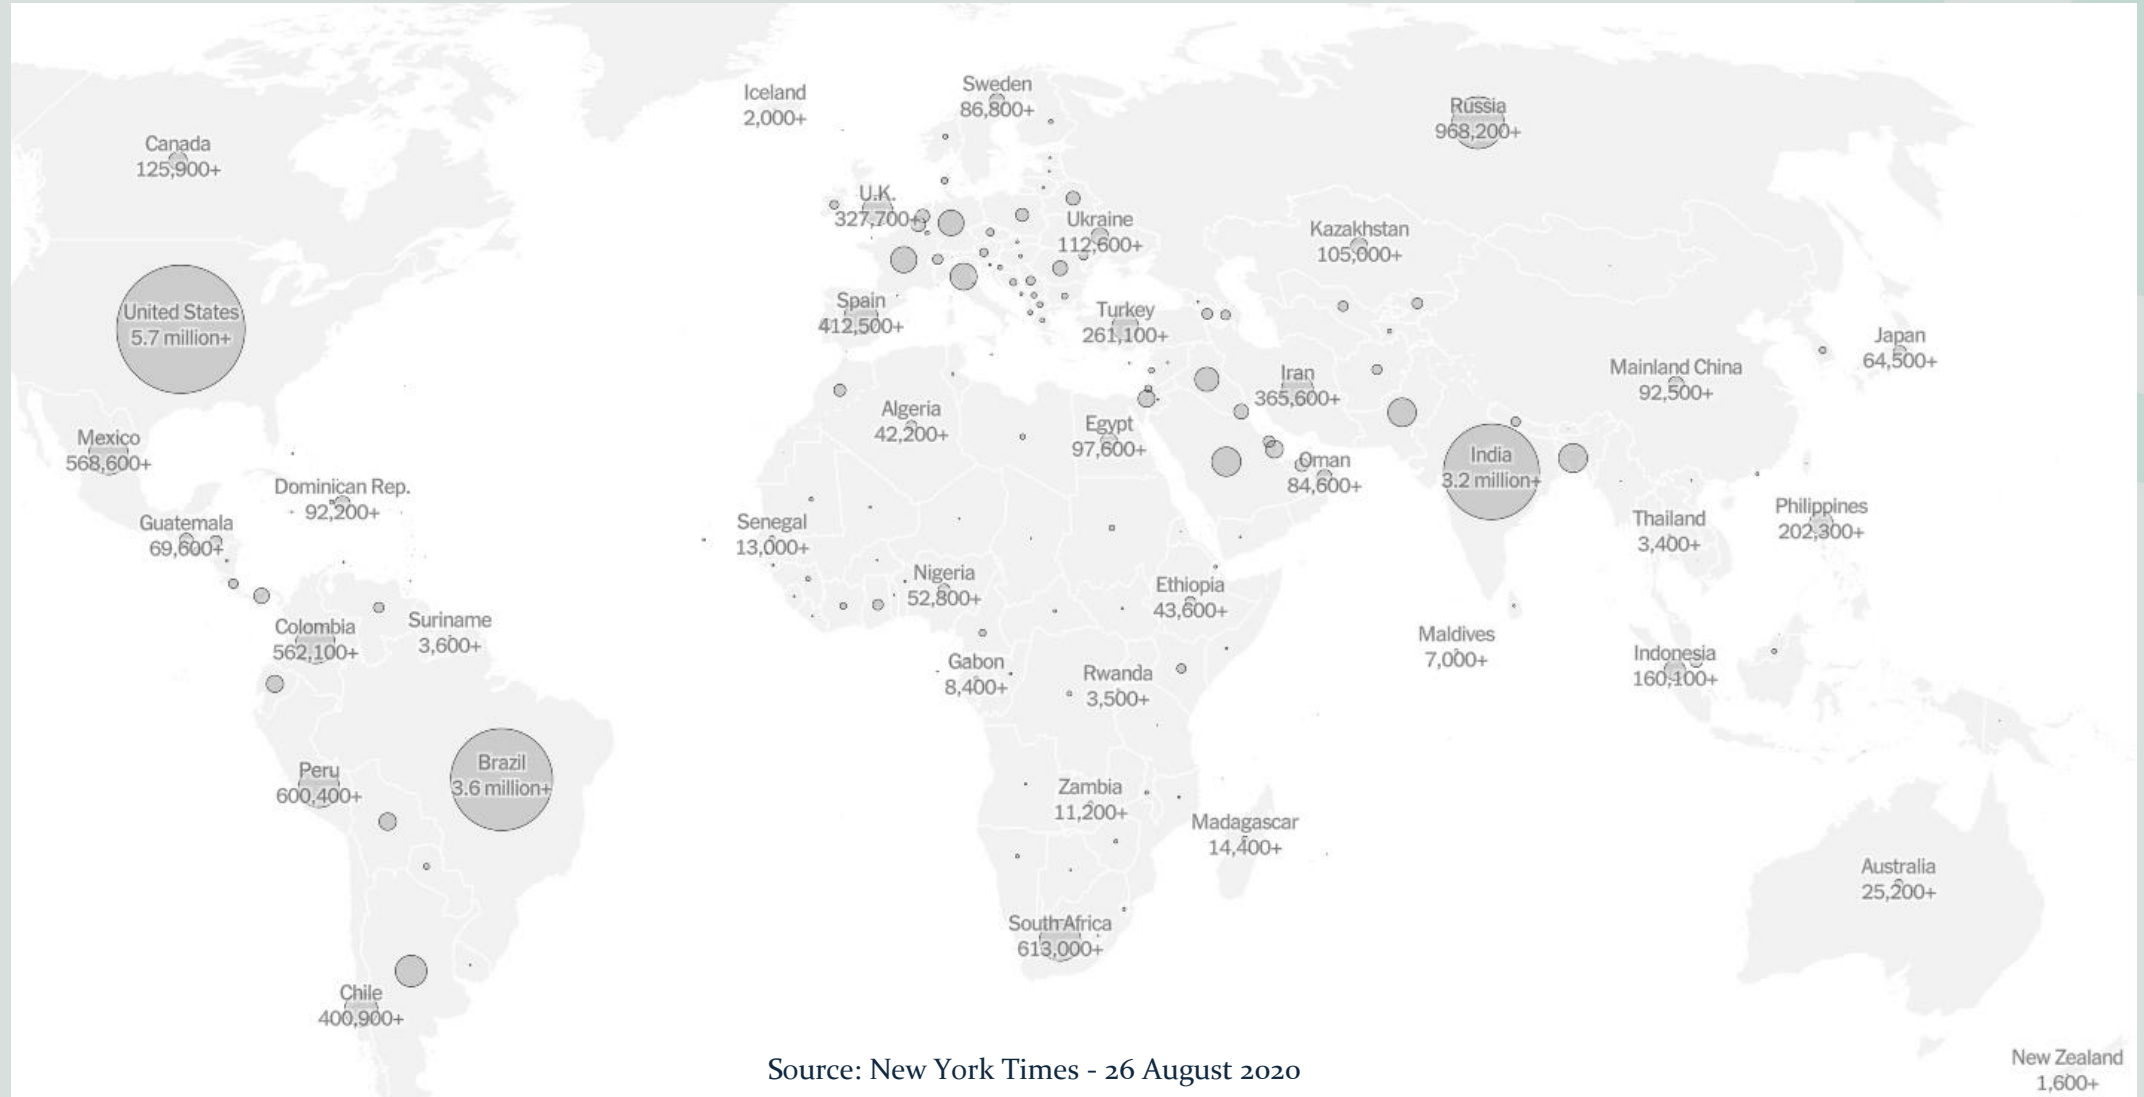 Iceland
2,000+
Sweden
86,800+
Russia
968,200+
Canada
125,900+
U.K.
327,700+
Ukraine
112,600+
Kazakhstan
105,000+
United States
5.7 million+
Spain
412,500+
Turkey
261,100+
Japan
64,500+
Mainland China
92,500+
Iran
365,600+
Algeria
42,200+
Egypt
97,600+
Mexico
568,600+
India
3.2 million+
Oman
84,600+
Dominican Rep.
92,200+
Guatemala
69,600+
Senegal
13,000+
Thailand
3,400+
Philippines
202,300+
Nigeria
52,800+
Ethiopia
43,600+
Colombia
562,100+
Suriname
3,600+
Maldives
7,000+
Gabon
8,400+
Rwanda
3,500+
Indonesia
160,100+
Peru
600,400+
Brazil
3.6 million+
Zambia
11,200+
Madagascar
14,400+
Australia
25,200+
South Africa
613,000+
Chile
400,900+
Source: New York Times - 26 August 2020
New Zealand
1,600+